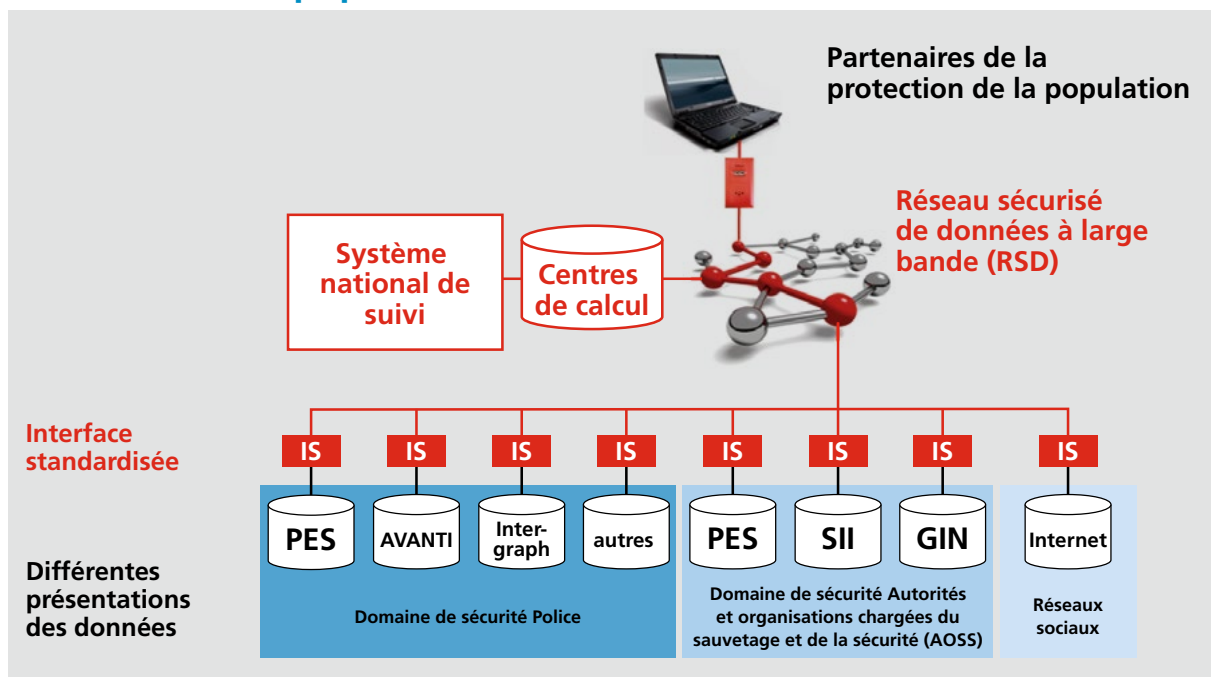 Partenaires de la
protection de la population
Réseau sécurisé
de données à large
bande (RSD)
Système
national de
suivi
Centres
de calcul
Interface
standardisée
IS IS IS IS IS IS IS IS
PES AVANTI Inter-
graph autres PES SII GIN Internet
Différentes
présentations
des données
Domaine de sécurité Police
Domaine de sécurité Autorités
et organisations chargées du
sauvetage et de la sécurité (AOSS)
Réseaux
sociaux